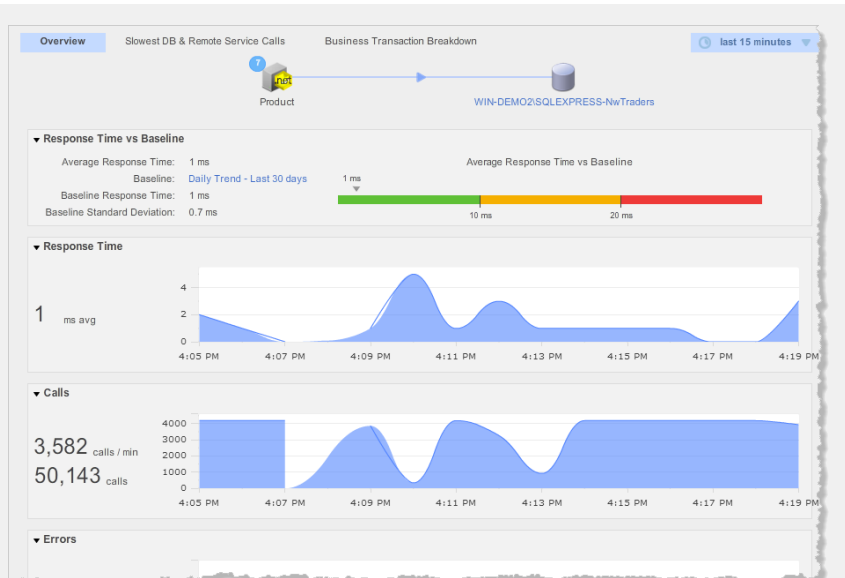 Overview Slowest DB & Remote Service Calls Business Transaction Breakdown last 15 minutes
7
.net
Product WIN-DEMO2\SQLEXPRESS-NwTraders
Response Time vs Baseline
Average Response Time: 1 ms
Baseline: Daily Trend - Last 30 days
Baseline Response Time: 1 ms
Baseline Standard Deviation: 0.7 ms
Average Response Time vs Baseline
1 ms
10 ms 20 ms
Response Time
1 ms avg
4
2
0
4:05 PM 4:07 PM 4:09 PM 4:11 PM 4:13 PM 4:15 PM 4:17 PM 4:19 PM
Calls
3,582 calls / min
50,143 calls
4000
3000
2000
1000
0
4:05 PM 4:07 PM 4:09 PM 4:11 PM 4:13 PM 4:15 PM 4:17 PM 4:19 PM
Errors